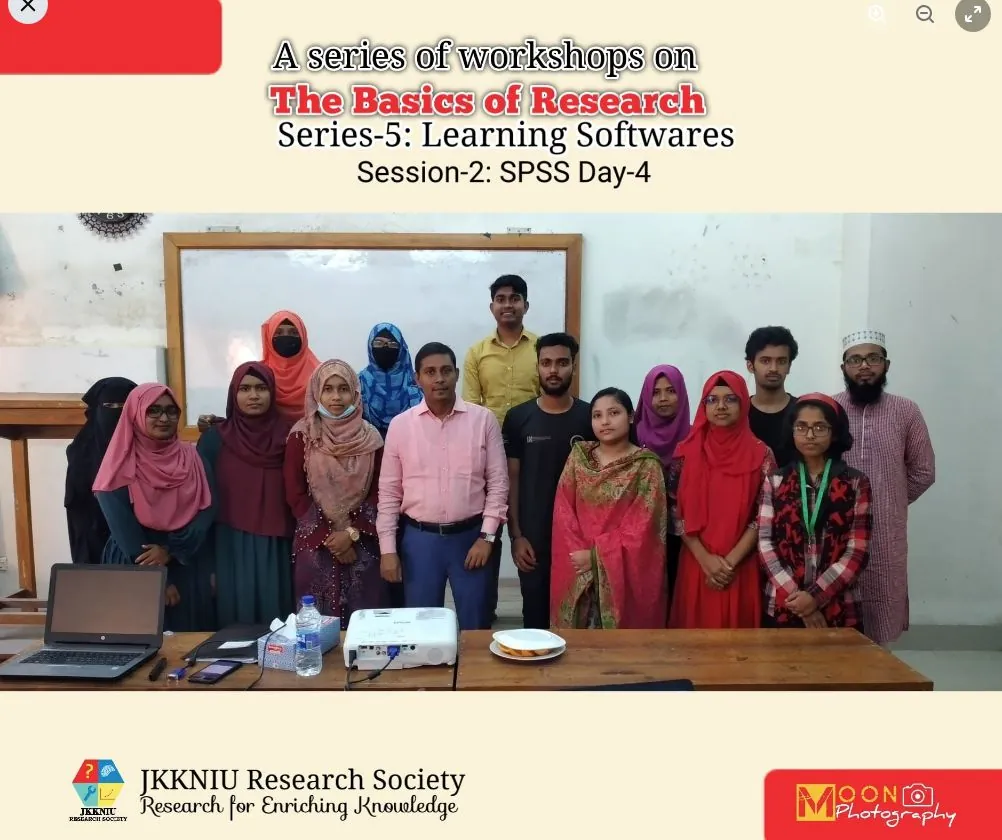 A series of workshops on
The Basics of Research
Series-5: Learning Softwares
Session-2: SPSS Day-4
JKKNIU
RESEARCH SOCIETY
JKKNIU Research Society
Research for Enriching Knowledge
MOON
Photography